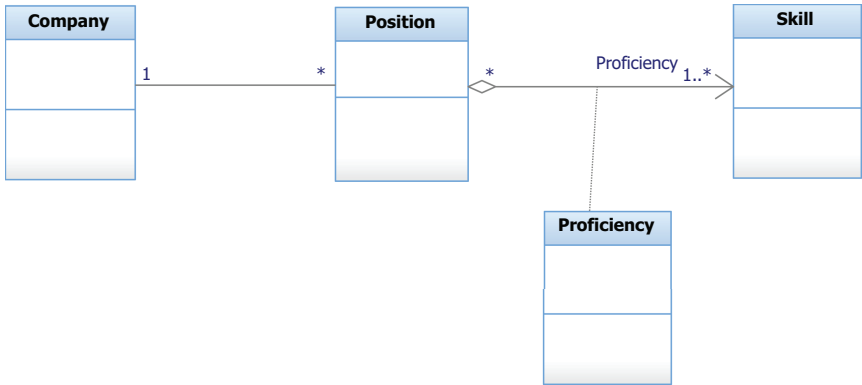 Company
Position
Skill
1
*
*
Proficiency
1..*
Proficiency